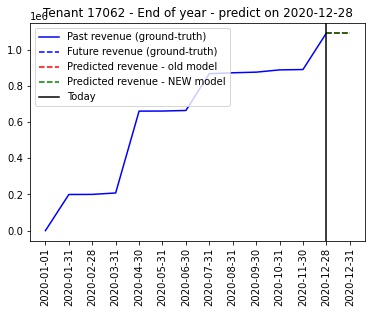 Tenant 17062 - End of year - predict on 2020-12-28
1e6
Past revenue (ground-truth)
Future revenue (ground-truth)
Predicted revenue - old model
Predicted revenue - NEW model
Today
1.0
0.8
0.6
0.4
0.2
0.0
2020-01-01
2020-01-31
2020-02-28
2020-03-31
2020-04-30
2020-05-31
2020-06-30
2020-07-31
2020-08-31
2020-09-30
2020-10-31
2020-11-30
2020-12-28
2020-12-31